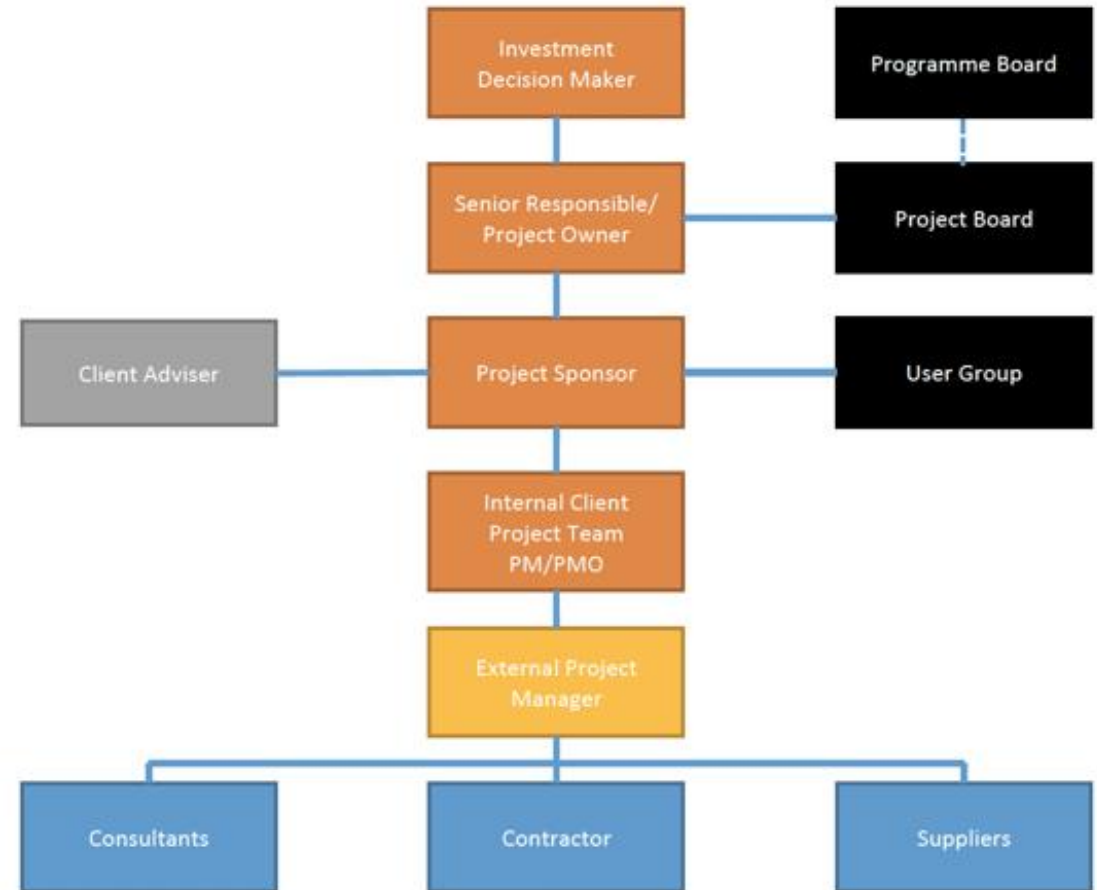 Investment
Decision Maker
Programme Board
Senior Responsible/
Project Owner
Project Board
Client Adviser
Project Sponsor
User Group
Internal Client
Project Team
PM/PMO
External Project
Manager
Consultants
Contractor
Suppliers